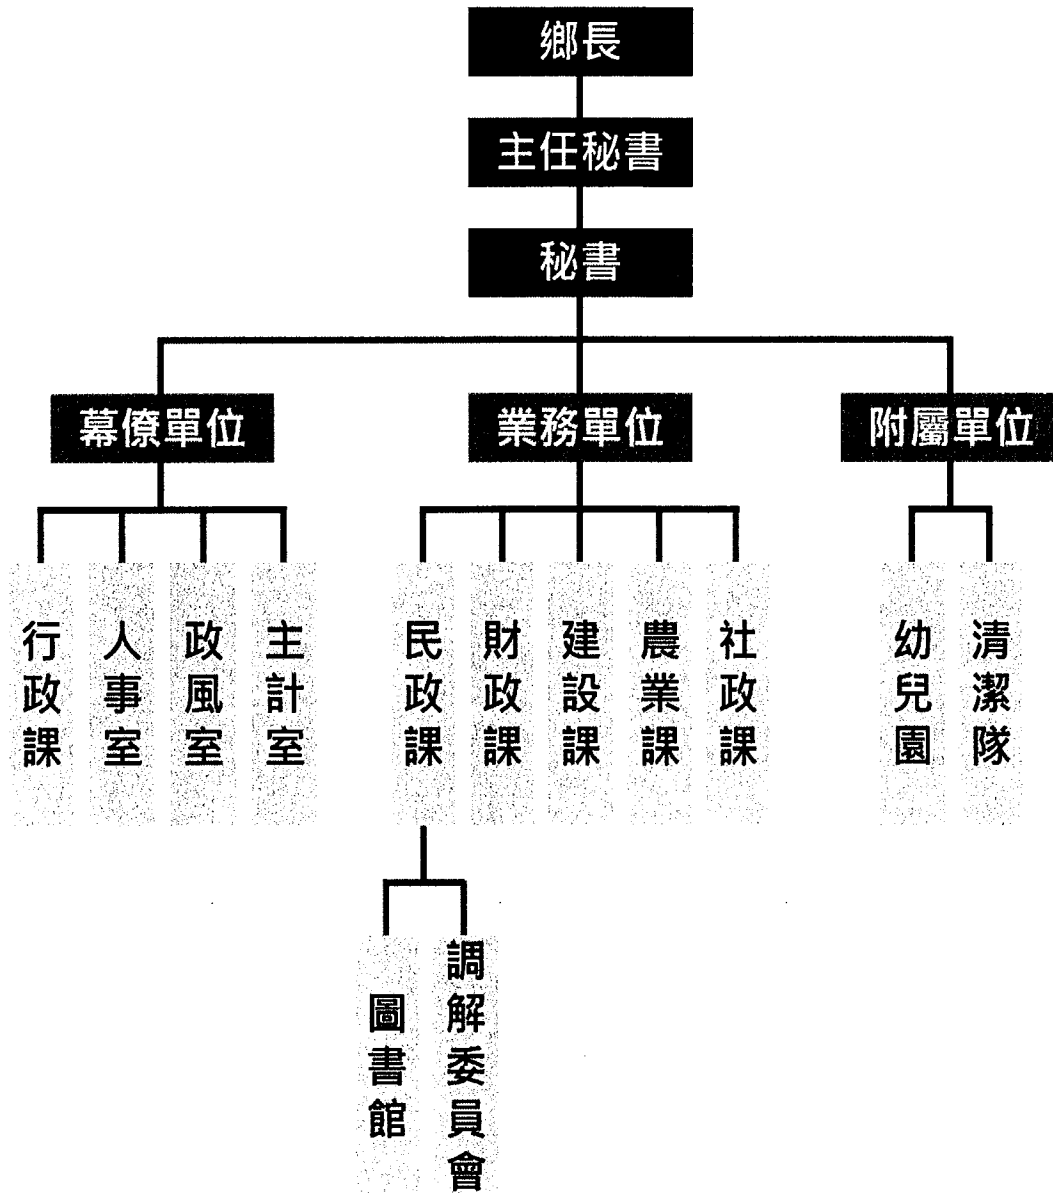 鄉長
主任秘書
秘書
幕僚單位
業務單位
附屬單位
行政課
人事室
政風室
主計室
民政課
財政課
建設課
農業課
社政課
幼兒園
清潔隊
圖書館
調解委員會